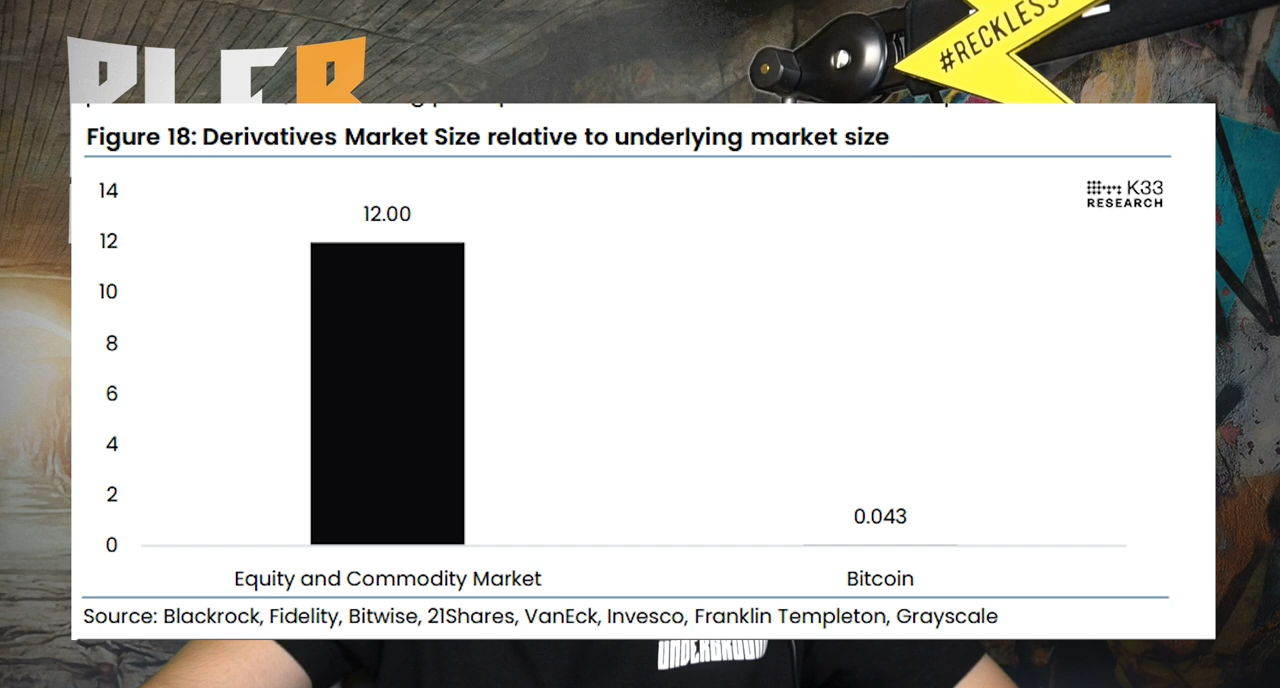 #RECKLESS
Figure 18: Derivatives Market Size relative to underlying market size
K33
RESEARCH
14
12.00
12
10
8
6
4
2
0.043
0
Equity and Commodity Market
Bitcoin
Source: Blackrock, Fidelity, Bitwise, 21Shares, VanEck, Invesco, Franklin Templeton, Grayscale
UNDERGROUND